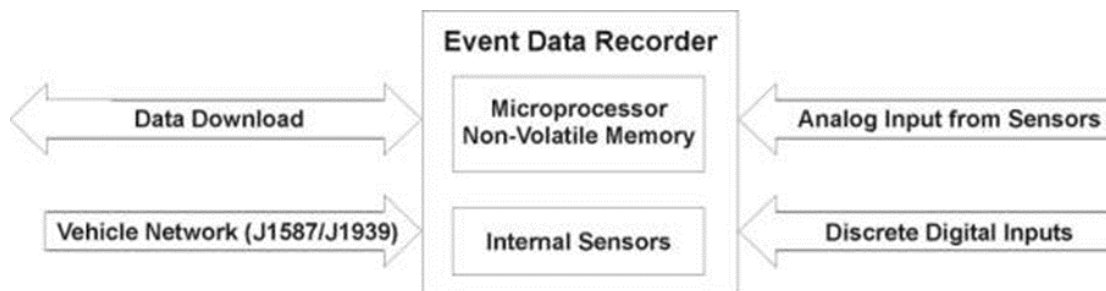 Event Data Recorder
Data Download
Microprocessor
Non-Volatile Memory
Analog Input from Sensors
Vehicle Network (J1587/J1939)
Internal Sensors
Discrete Digital Inputs